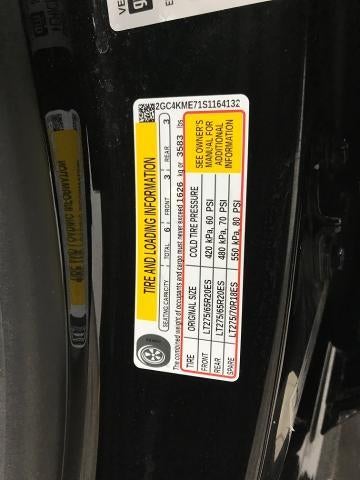 2GC4KME71S1164132
TIRE AND LOADING INFORMATION
SEATING CAPACITY TOTAL 6 FRONT 3 REAR 3
The combined weight of occupants and cargo must never exceed 1626 kg or 3583 lbs
TIRE ORIGINAL SIZE COLD TIRE PRESSURE
FRONT LT275/65R20ES 420 kPa, 60 PSI
REAR LT275/65R20ES 480 kPa, 70 PSI
SPARE LT275/70R18ES 550 kPa, 80 PSI
SEE OWNER'S
MANUAL FOR
ADDITIONAL
INFORMATION